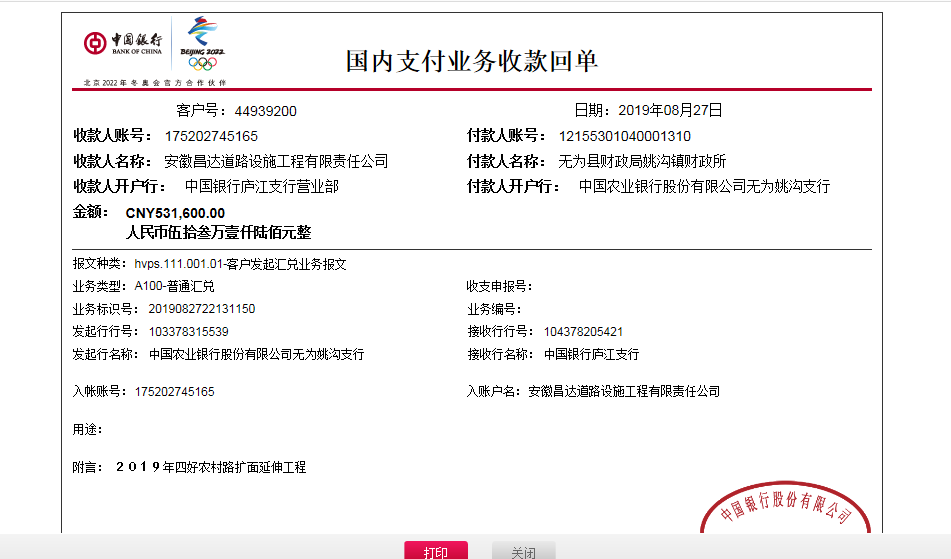 中国银行
BANK OF CHINA
BEIJING 2022
北京2022年冬奥会官方合作伙伴
国内支付业务收款回单
客户号：44939200 日期：2019年08月27日
收款人账号：175202745165 付款人账号：12155301040001310
收款人名称：安徽昌达道路设施工程有限责任公司 付款人名称：无为县财政局姚沟镇财政所
收款人开户行：中国银行庐江支行营业部 付款人开户行：中国农业银行股份有限公司无为姚沟支行
金额：CNY531,600.00
人民币伍拾叁万壹仟陆佰元整
报文种类：hvps.111.001.01-客户发起汇兑业务报文
业务类型：A100-普通汇兑 收支申报号：
业务标识号：2019082722131150 业务编号：
发起行行号：103378315539 接收行行号：104378205421
发起行名称：中国农业银行股份有限公司无为姚沟支行 接收行名称：中国银行庐江支行
入帐账号：175202745165 入账户名：安徽昌达道路设施工程有限责任公司
用途：
附言：２０１９年四好农村路扩面延伸工程
中国银行股份有限公司
打印 关闭